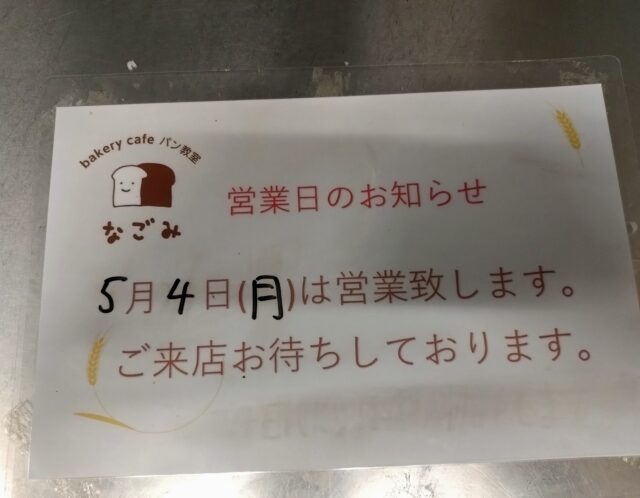 bakery cafe パン教室
なごみ
営業日のお知らせ
5月4日(月)は営業致します。
ご来店お待ちしております。